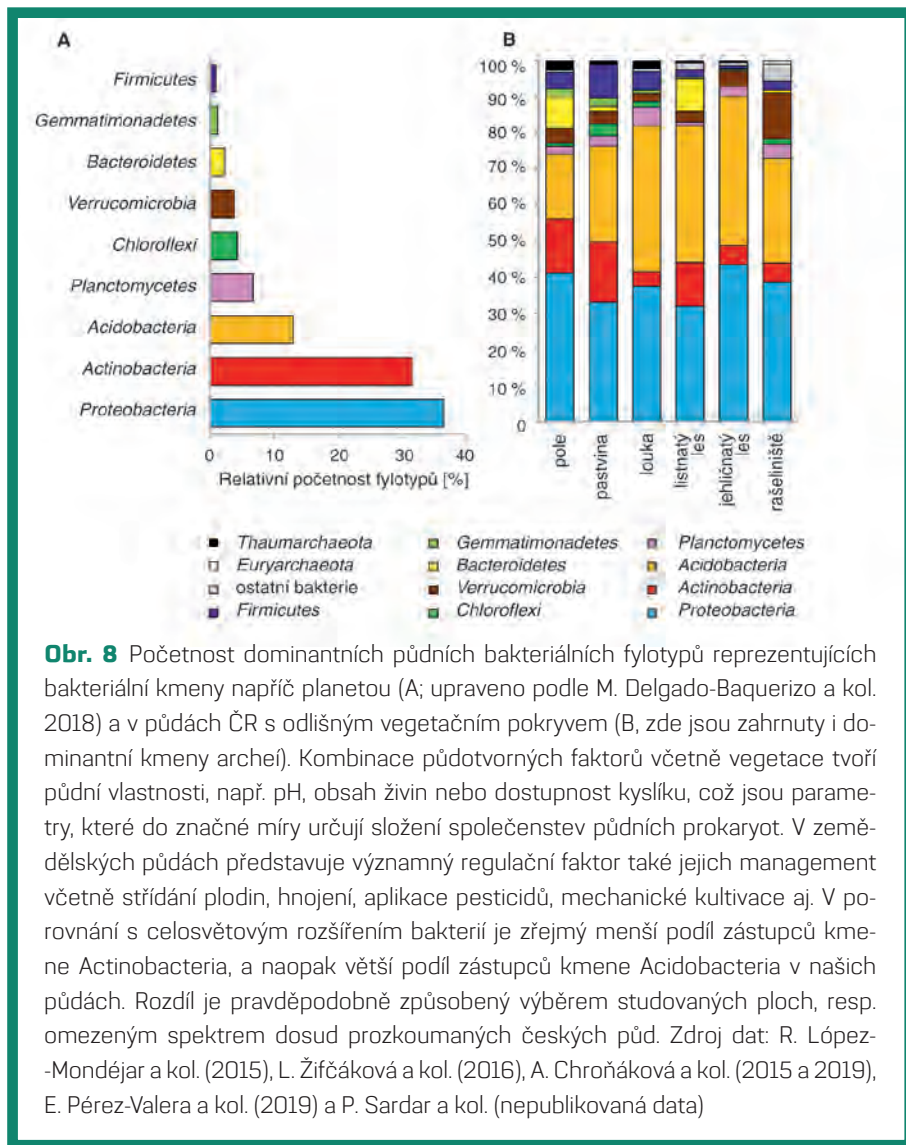 A
Firmicutes
Gemmatimonadetes
Bacteroidetes
Verrucomicrobia
Chloroflexi
Planctomycetes
Acidobacteria
Actinobacteria
Proteobacteria
0 10 20 30 40
Relativní početnost fylotypů [%]
B
100 %
90 %
80 %
70 %
60 %
50 %
40 %
30 %
20 %
10 %
0
pole
pastvina
louka
listnatý
les
jehličnatý
les
rašeliniště
Thaumarchaeota
Euryarchaeota
ostatní bakterie
Firmicutes
Gemmatimonadetes
Bacteroidetes
Verrucomicrobia
Chloroflexi
Planctomycetes
Acidobacteria
Actinobacteria
Proteobacteria
Obr. 8 Početnost dominantních půdních bakteriálních fylotypů reprezentujících
bakteriální kmeny napříč planetou (A; upraveno podle M. Delgado-Baquerizo a kol.
2018) a v půdách ČR s odlišným vegetačním pokryvem (B, zde jsou zahrnuty i do-
minantní kmeny archeí). Kombinace půdotvorných faktorů včetně vegetace tvoří
půdní vlastnosti, např. pH, obsah živin nebo dostupnost kyslíku, což jsou parame-
try, které do značné míry určují složení společenstev půdních prokaryot. V země-
dělských půdách představuje významný regulační faktor také jejich management
včetně střídání plodin, hnojení, aplikace pesticidů, mechanické kultivace aj. V po-
rovnání s celosvětovým rozšířením bakterií je zřejmý menší podíl zástupců kme-
ne Actinobacteria, a naopak větší podíl zástupců kmene Acidobacteria v našich
půdách. Rozdíl je pravděpodobně způsobený výběrem studovaných ploch, resp.
omezeným spektrem dosud prozkoumaných českých půd. Zdroj dat: R. López-
-Mondéjar a kol. (2015), L. Žifčáková a kol. (2016), A. Chroňáková a kol. (2015 a 2019),
E. Pérez-Valera a kol. (2019) a P. Sardar a kol. (nepublikovaná data)